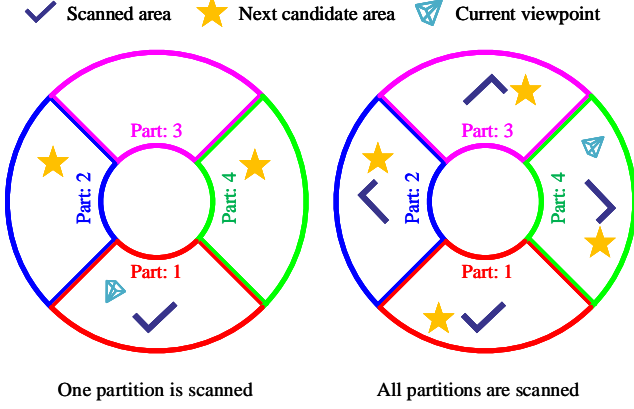 Scanned area Next candidate area Current viewpoint
Part: 3
Part: 2
Part: 4
Part: 1
One partition is scanned
Part: 3
Part: 2
Part: 4
Part: 1
All partitions are scanned